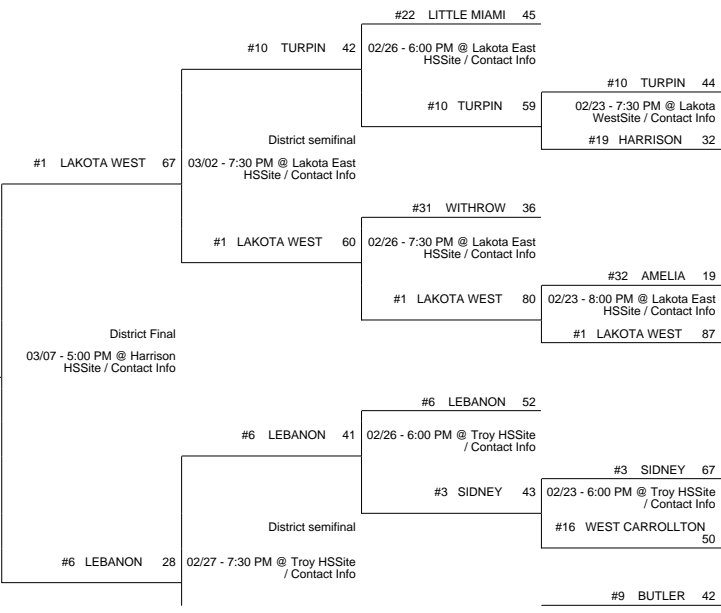 #22 LITTLE MIAMI 45
#10 TURPIN 42
02/26 - 6:00 PM @ Lakota East
HSSite / Contact Info
#10 TURPIN 44
#10 TURPIN 59
02/23 - 7:30 PM @ Lakota
WestSite / Contact Info
#19 HARRISON 32
District semifinal
#1 LAKOTA WEST 67
03/02 - 7:30 PM @ Lakota East
HSSite / Contact Info
#31 WITHROW 36
#1 LAKOTA WEST 60
02/26 - 7:30 PM @ Lakota East
HSSite / Contact Info
#32 AMELIA 19
#1 LAKOTA WEST 80
02/23 - 8:00 PM @ Lakota East
HSSite / Contact Info
#1 LAKOTA WEST 87
District Final
03/07 - 5:00 PM @ Harrison
HSSite / Contact Info
#6 LEBANON 52
#6 LEBANON 41
02/26 - 6:00 PM @ Troy HSSite
/ Contact Info
#3 SIDNEY 67
#3 SIDNEY 43
02/23 - 6:00 PM @ Troy HSSite
/ Contact Info
#16 WEST CARROLLTON
50
District semifinal
#6 LEBANON 28
02/27 - 7:30 PM @ Troy HSSite
/ Contact Info
#9 BUTLER 42